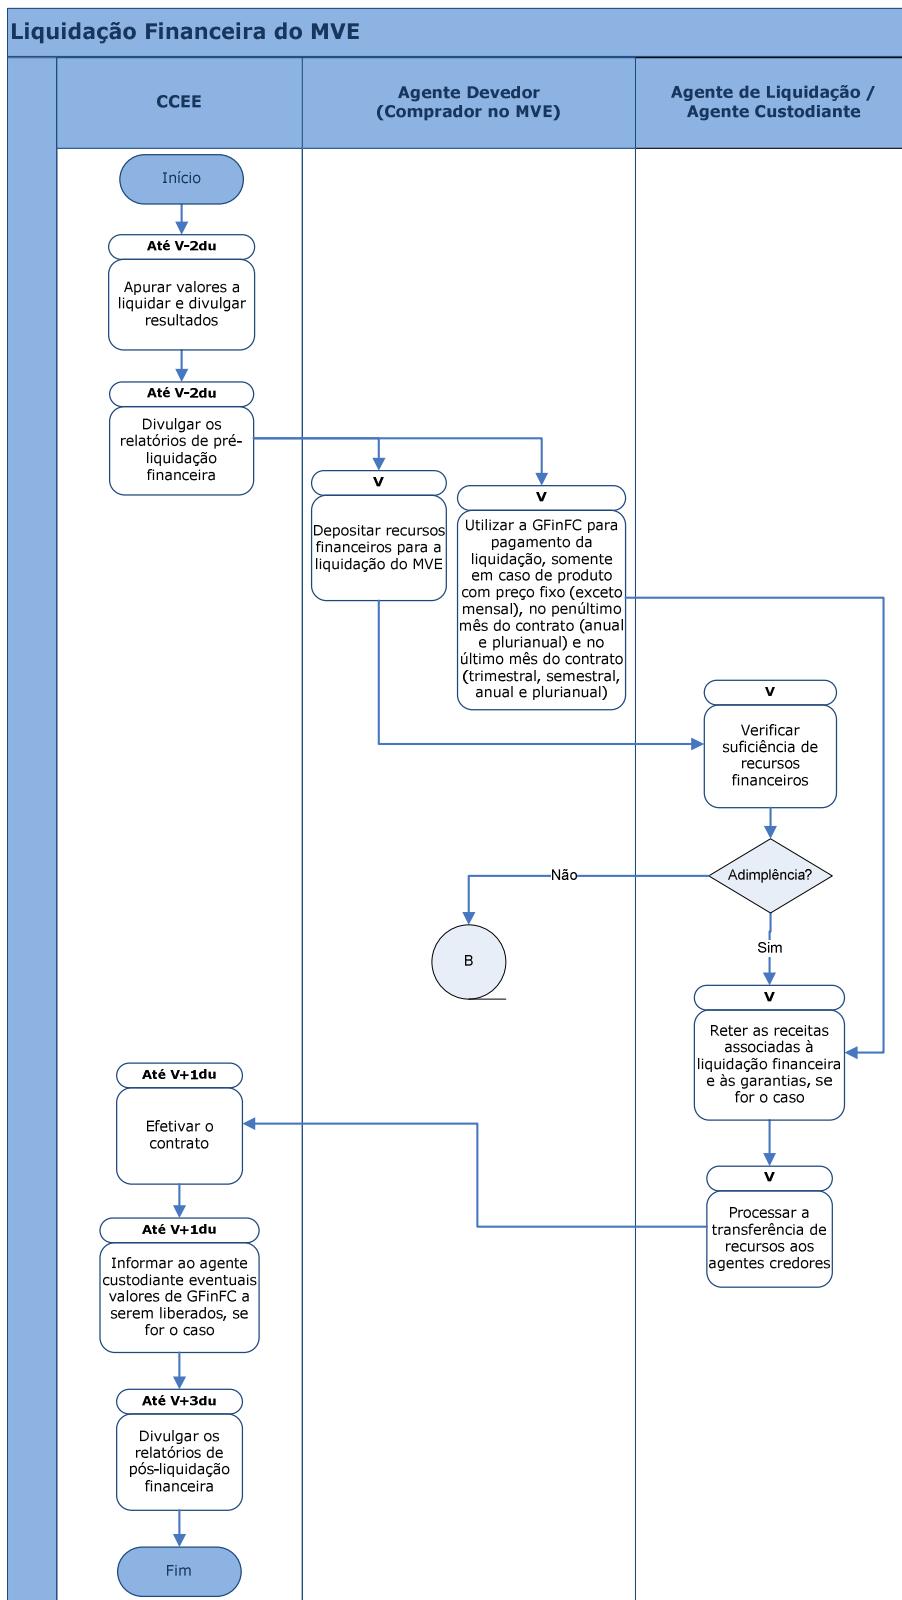 Liquidação Financeira do MVE
CCEE
Agente Devedor
(Comprador no MVE)
Agente de Liquidação /
Agente Custodiante
Início
Até V-2du
Apurar valores a
liquidar e divulgar
resultados
Até V-2du
Divulgar os
relatórios de pré-
liquidação
financeira
V
Depositar recursos
financeiros para a
liquidação do MVE
V
Utilizar a GFinFC para
pagamento da
liquidação, somente
em caso de produto
com preço fixo (exceto
mensal), no penúltimo
mês do contrato (anual
e plurianual) e no
último mês do contrato
(trimestral, semestral,
anual e plurianual)
V
Verificar
suficiência de
recursos
financeiros
Adimplência?
Não
B
Sim
V
Reter as receitas
associadas à
liquidação financeira
e às garantias, se
for o caso
V
Processar a
transferência de
recursos aos
agentes credores
Até V+1du
Efetivar o
contrato
Até V+1du
Informar ao agente
custodiante eventuais
valores de GFinFC a
serem liberados, se
for o caso
Até V+3du
Divulgar os
relatórios de
pós-liquidação
financeira
Fim